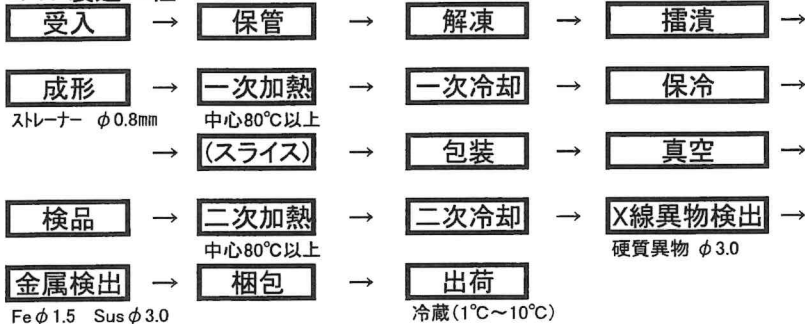 受入 → 保管 → 解凍 → 擂潰 →
成形 → 一次加熱 → 一次冷却 → 保冷 →
ストレーナー φ0.8㎜ 中心80℃以上
→ (スライス) → 包装 → 真空 →
検品 → 二次加熱 → 二次冷却 → X線異物検出 →
中心80℃以上 硬質異物 φ3.0
金属検出 → 梱包 → 出荷
Feφ1.5 Susφ3.0 冷蔵(1℃～10℃)